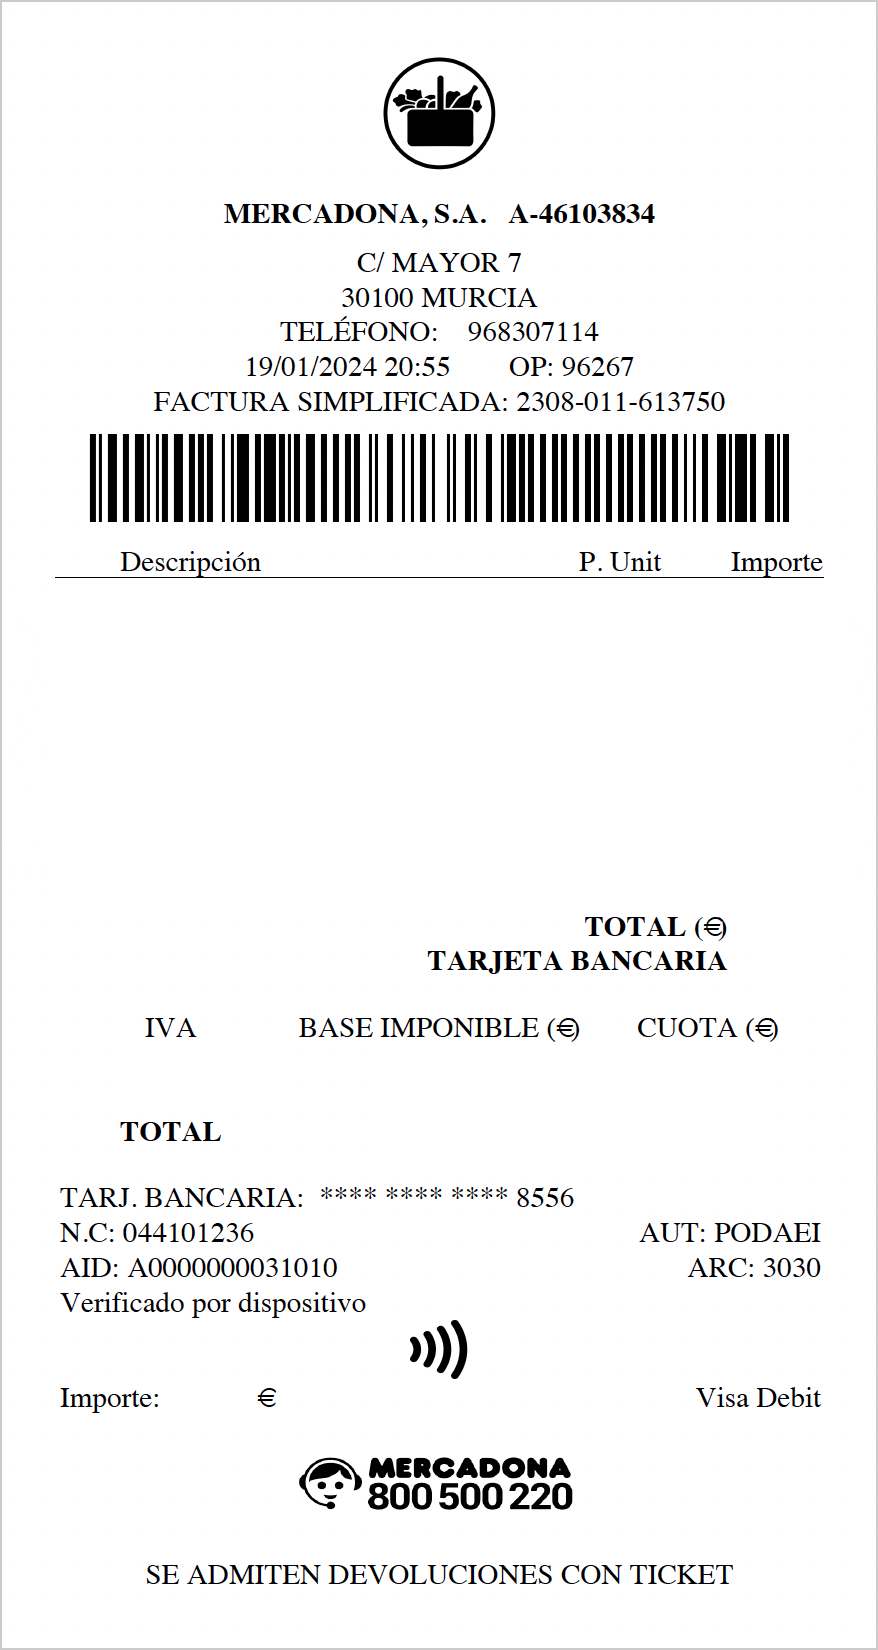 MERCADONA, S.A. A-46103834
C/ MAYOR 7
30100 MURCIA
TELÉFONO: 968307114
19/01/2024 20:55 OP: 96267
FACTURA SIMPLIFICADA: 2308-011-613750
Descripción P. Unit Importe
TOTAL (€)
TARJETA BANCARIA
IVA BASE IMPONIBLE (€) CUOTA (€)
TOTAL
TARJ. BANCARIA: **** **** **** 8556
N.C: 044101236 AUT: PODAEI
AID: A0000000031010 ARC: 3030
Verificado por dispositivo
Importe: € Visa Debit
MERCADONA
800 500 220
SE ADMITEN DEVOLUCIONES CON TICKET